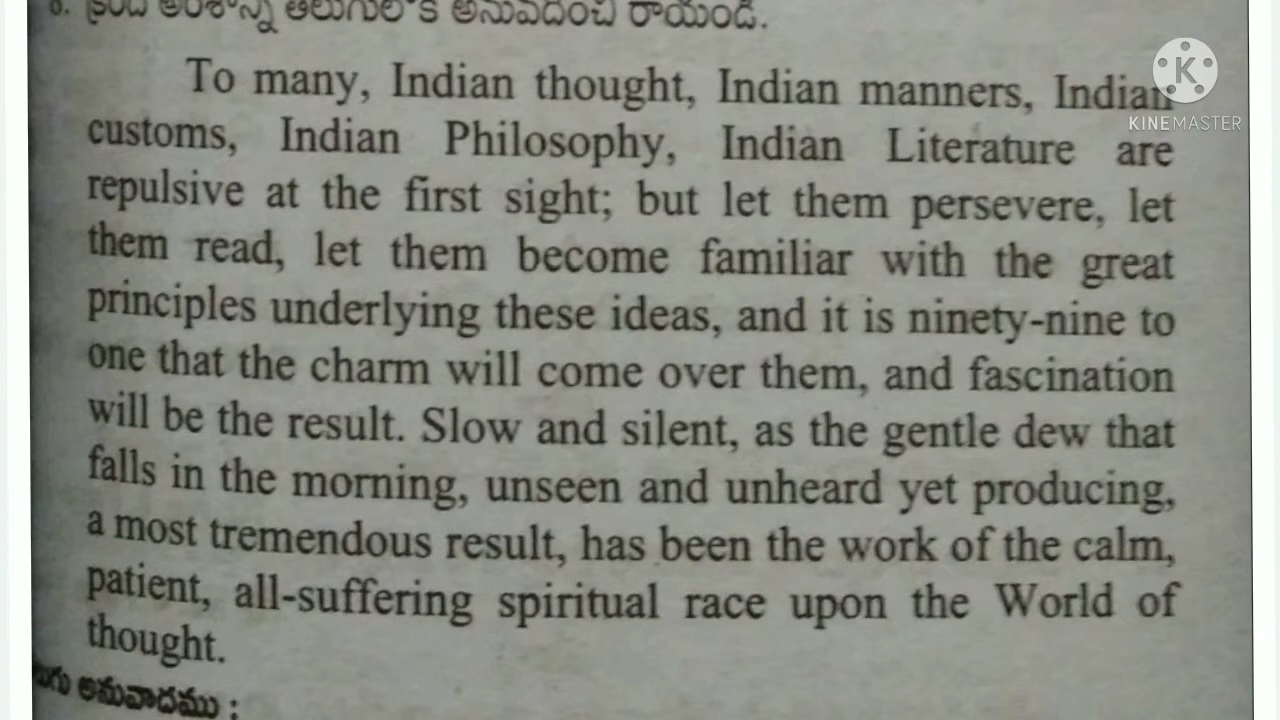 క్రింది అంశాన్ని తెలుగులోకి అనువదించి రాయండి.
To many, Indian thought, Indian manners, Indian
customs, Indian Philosophy, Indian Literature are
repulsive at the first sight; but let them persevere, let
them read, let them become familiar with the great
principles underlying these ideas, and it is ninety-nine to
one that the charm will come over them, and fascination
will be the result. Slow and silent, as the gentle dew that
falls in the morning, unseen and unheard yet producing,
a most tremendous result, has been the work of the calm,
patient, all-suffering spiritual race upon the World of
thought.
అనువాదము :
K
KINEMASTER